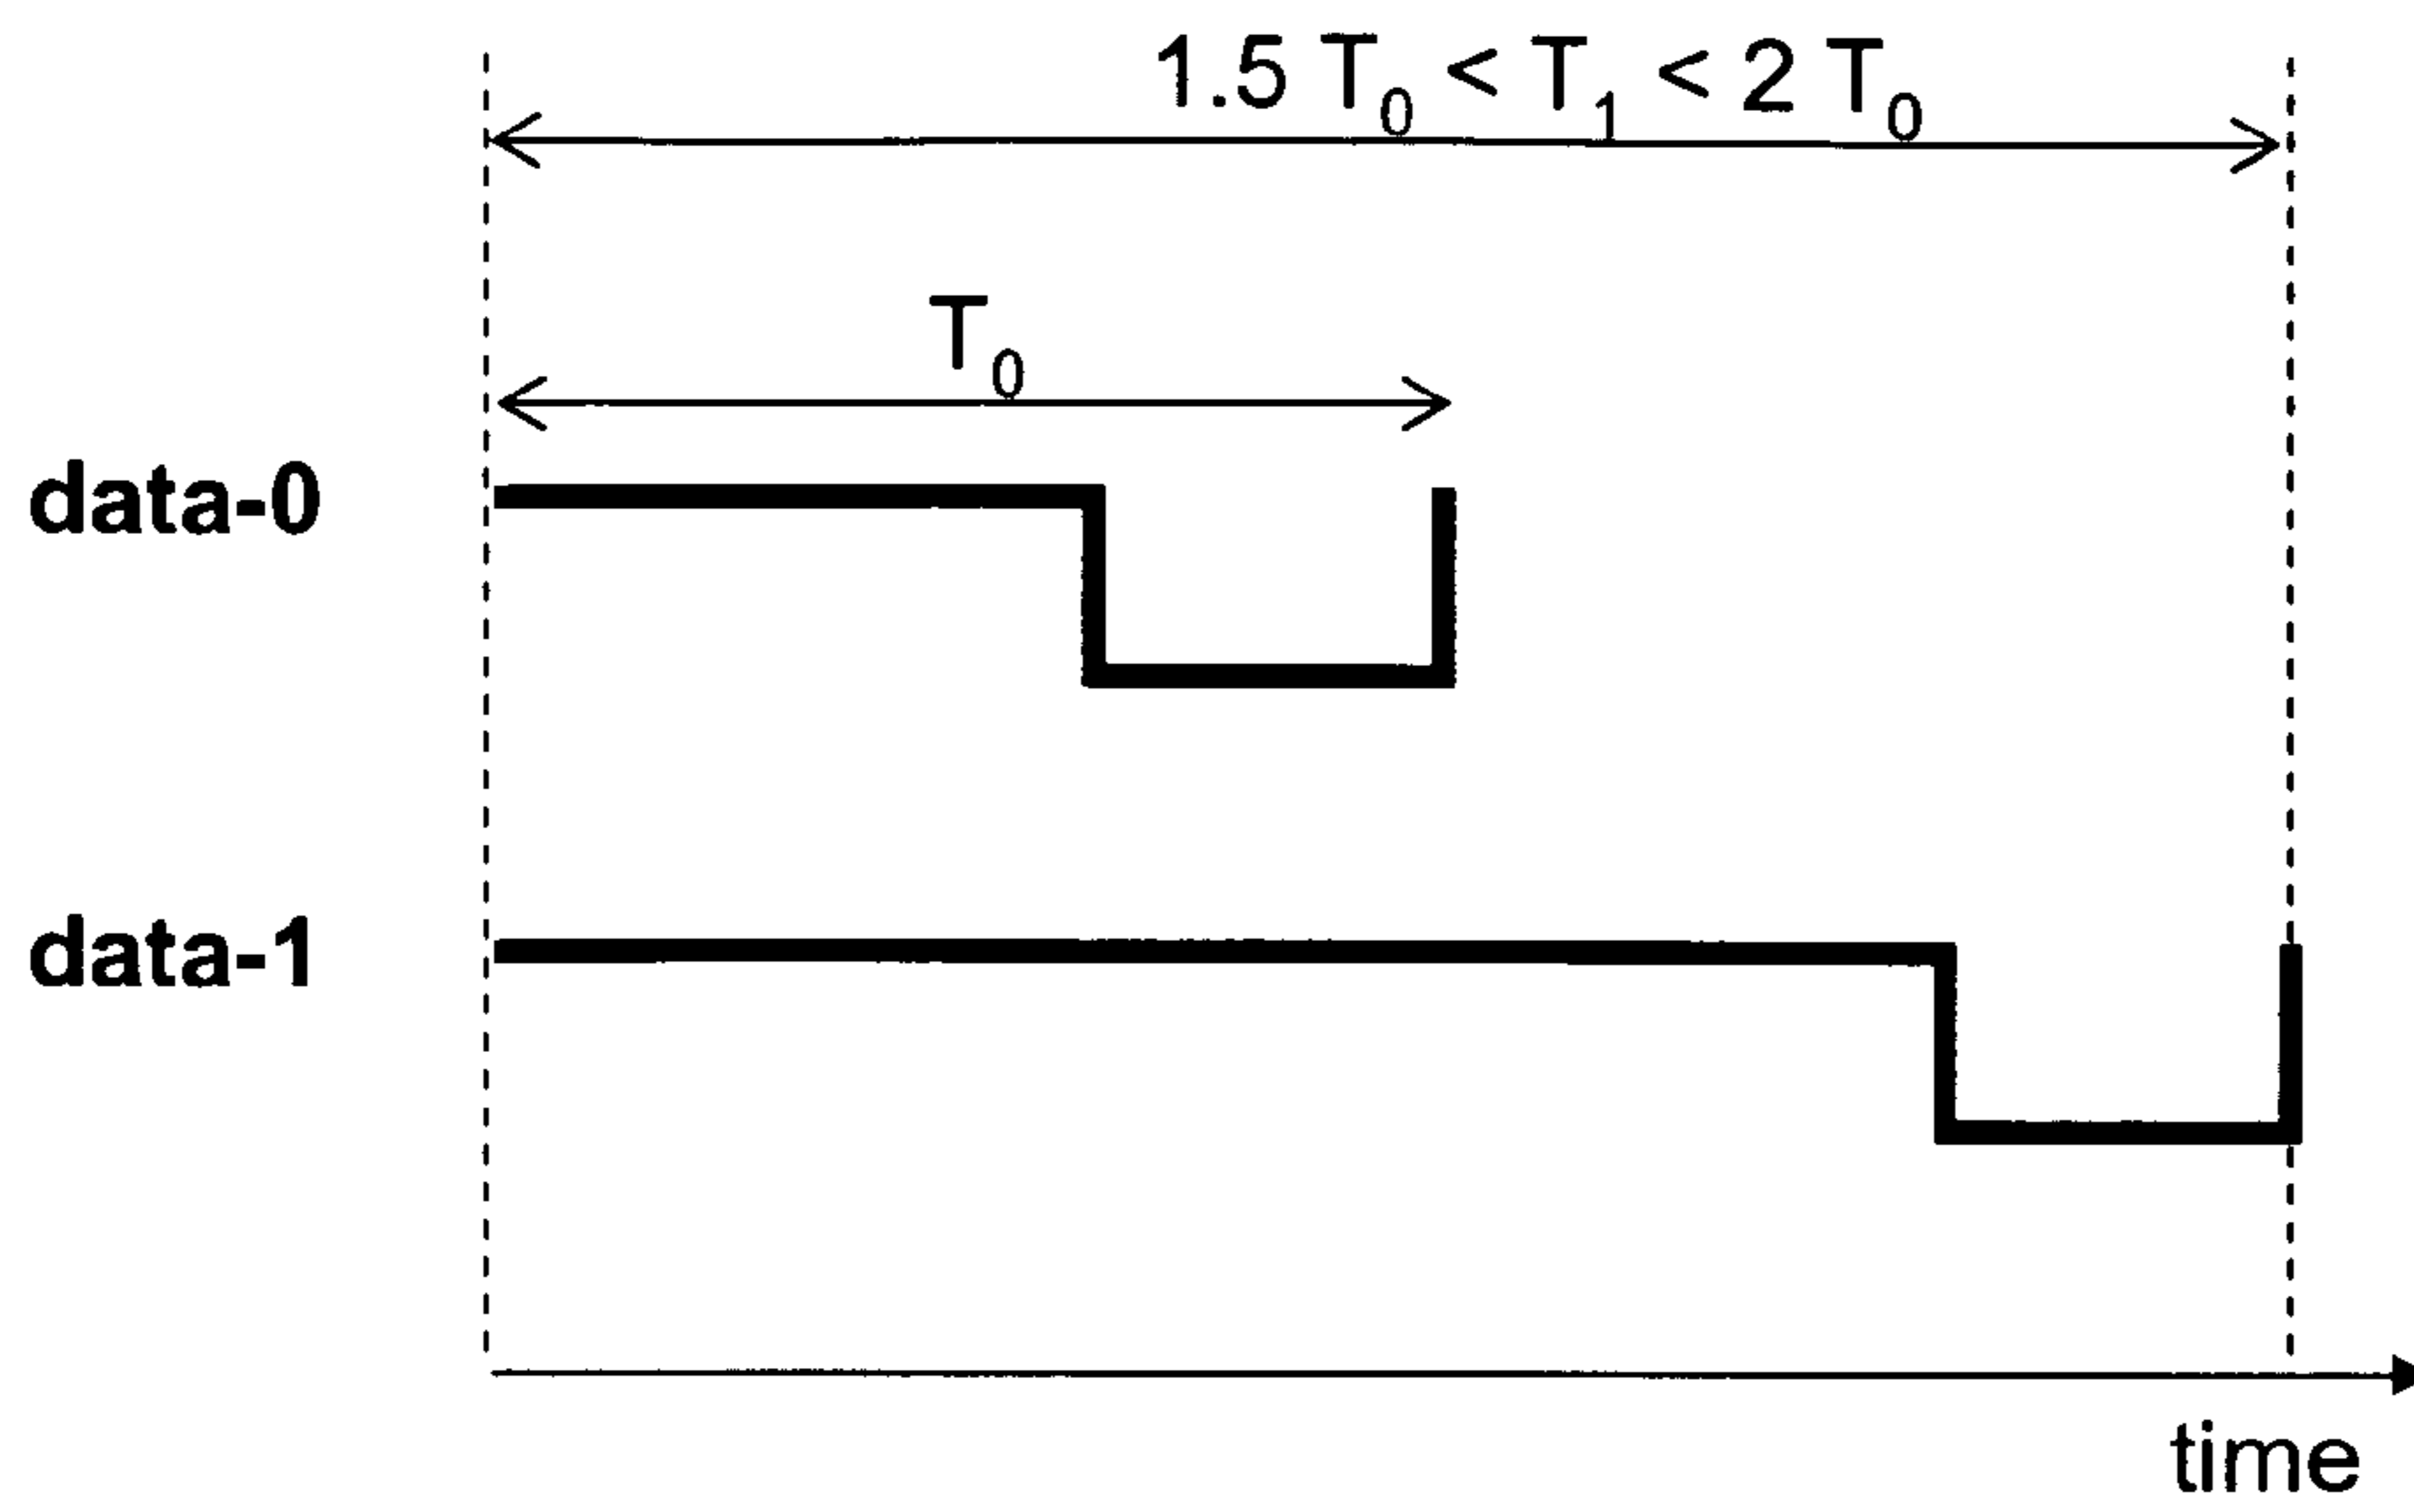 1.5 T₀ < T₁ < 2 T₀
T₀
data-0
data-1
time